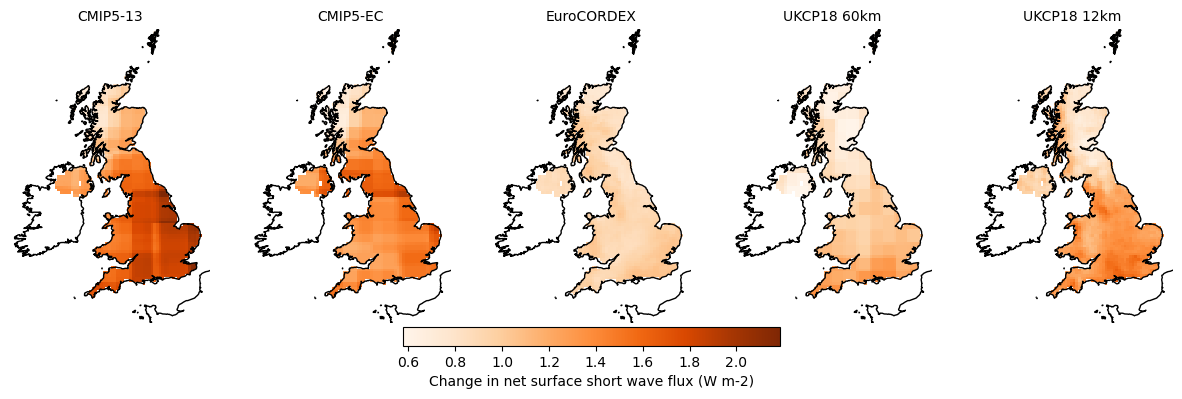 CMIP5-13
CMIP5-EC
EuroCORDEX
UKCP18 60km
UKCP18 12km
0.6 0.8 1.0 1.2 1.4 1.6 1.8 2.0
Change in net surface short wave flux (W m-2)